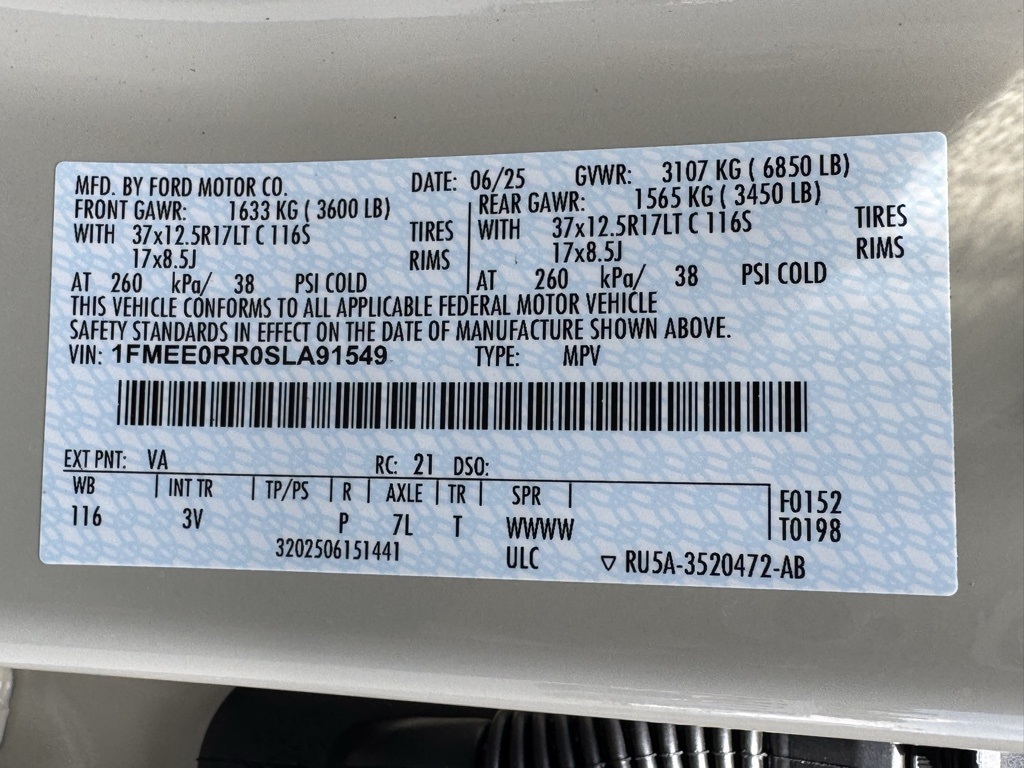 MFD. BY FORD MOTOR CO. DATE: 06/25 GVWR: 3107 KG ( 6850 LB)
FRONT GAWR: 1633 KG ( 3600 LB) REAR GAWR: 1565 KG ( 3450 LB)
WITH 37x12.5R17LT C 116S TIRES WITH 37x12.5R17LT C 116S TIRES
17x8.5J RIMS 17x8.5J RIMS
AT 260 kPa/ 38 PSI COLD AT 260 kPa/ 38 PSI COLD
THIS VEHICLE CONFORMS TO ALL APPLICABLE FEDERAL MOTOR VEHICLE
SAFETY STANDARDS IN EFFECT ON THE DATE OF MANUFACTURE SHOWN ABOVE.
VIN: 1FMEE0RR0SLA91549 TYPE: MPV
EXT PNT: VA RC: 21 DSO:
WB INT TR TP/PS R AXLE TR SPR F0152
116 3V P 7L T WWWW T0198
3202506151441 ULC ▽ RU5A-3520472-AB